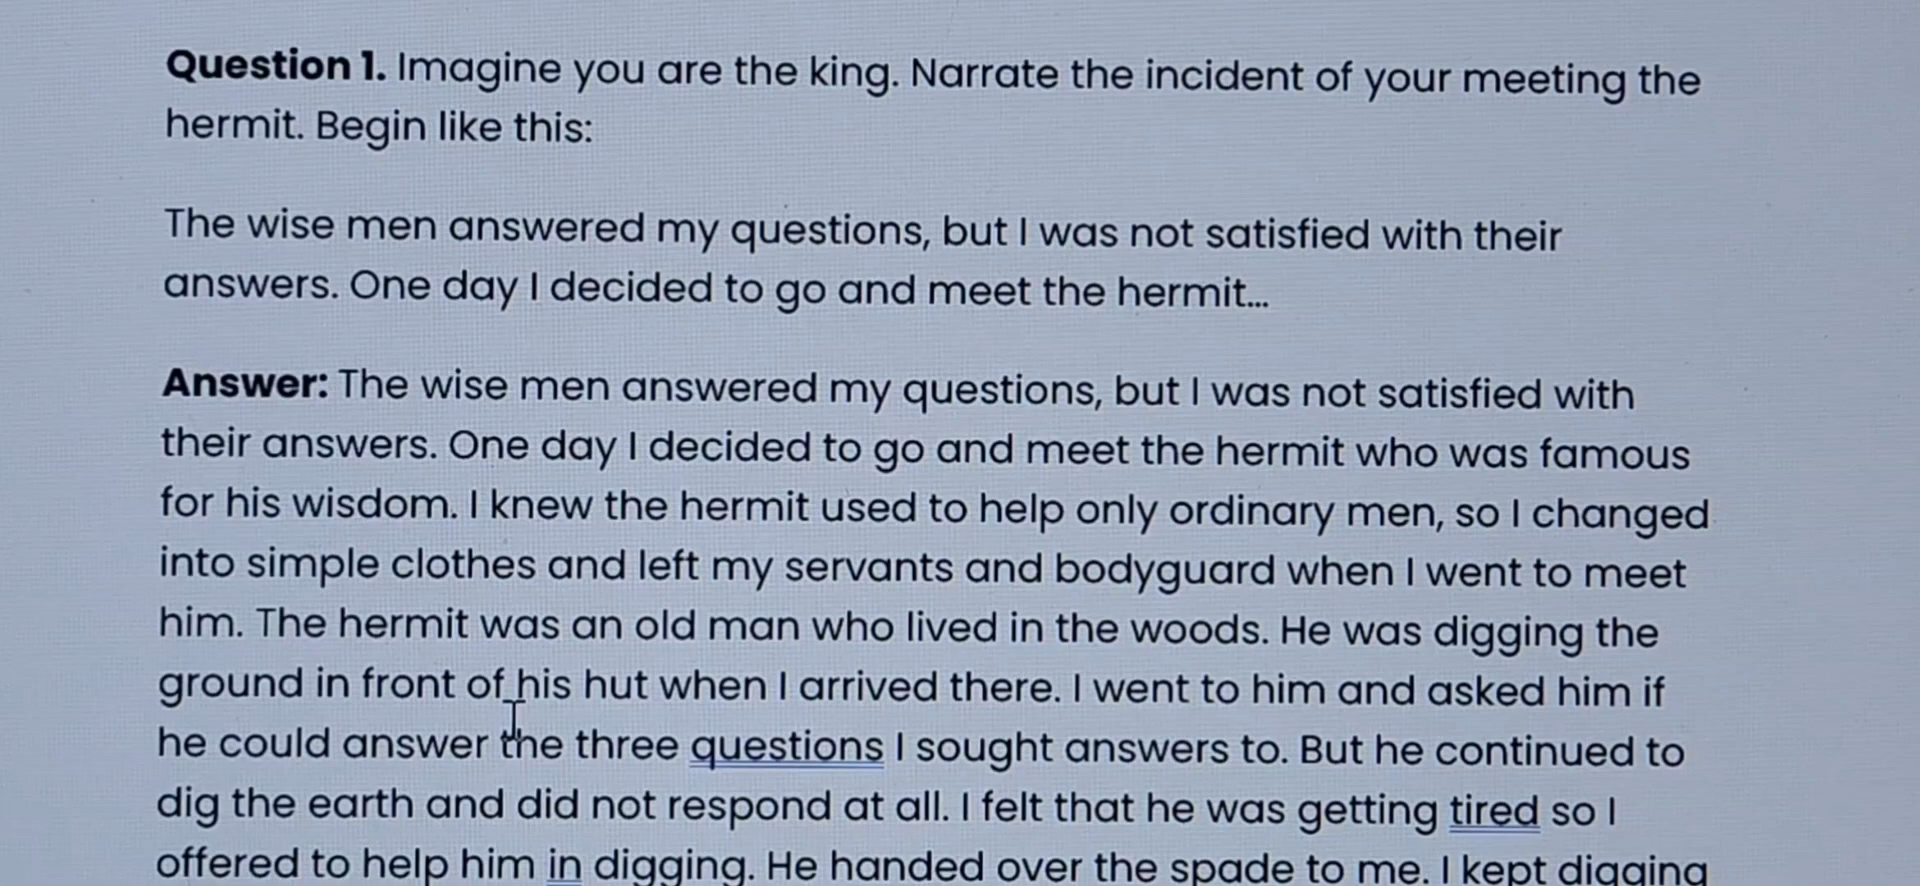 Question 1. Imagine you are the king. Narrate the incident of your meeting the
hermit. Begin like this:
The wise men answered my questions, but I was not satisfied with their
answers. One day I decided to go and meet the hermit...
Answer: The wise men answered my questions, but I was not satisfied with
their answers. One day I decided to go and meet the hermit who was famous
for his wisdom. I knew the hermit used to help only ordinary men, so I changed
into simple clothes and left my servants and bodyguard when I went to meet
him. The hermit was an old man who lived in the woods. He was digging the
ground in front of his hut when I arrived there. I went to him and asked him if
he could answer the three questions I sought answers to. But he continued to
dig the earth and did not respond at all. I felt that he was getting tired so I
offered to help him in digging. He handed over the spade to me. I kept digging